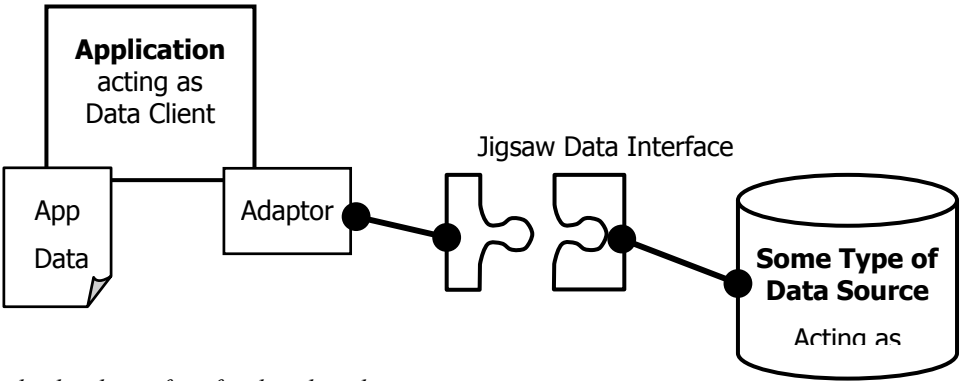 Application
acting as
Data Client
Jigsaw Data Interface
App
Data
Adaptor
Some Type of
Data Source
Acting as